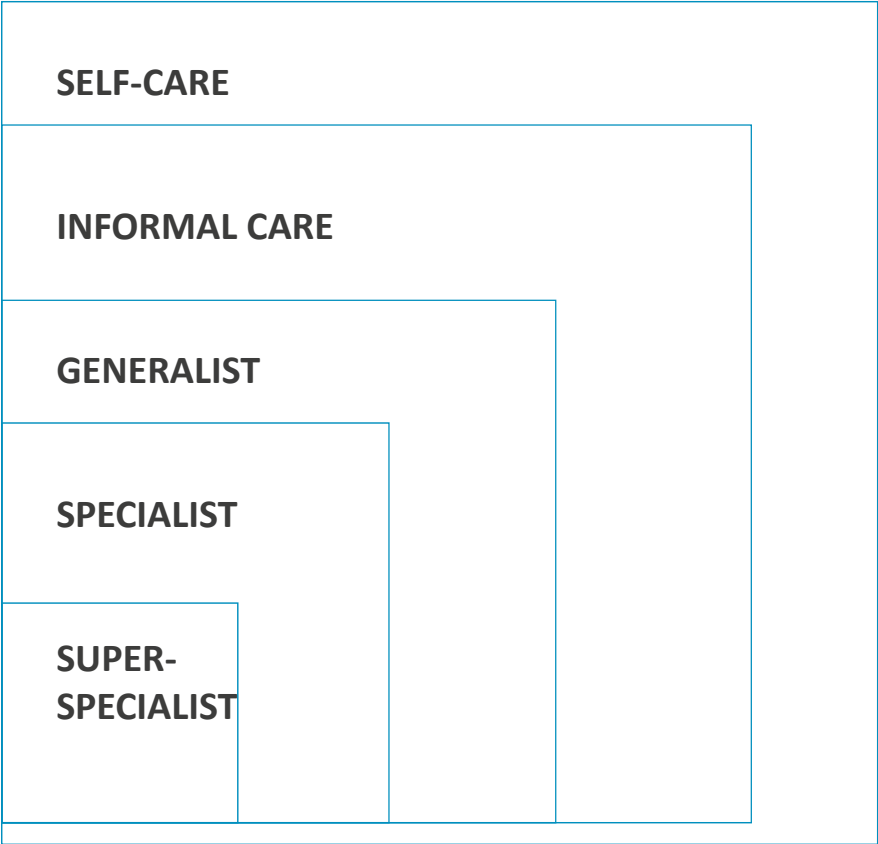 SELF-CARE
INFORMAL CARE
GENERALIST
SPECIALIST
SUPER-
SPECIALIST